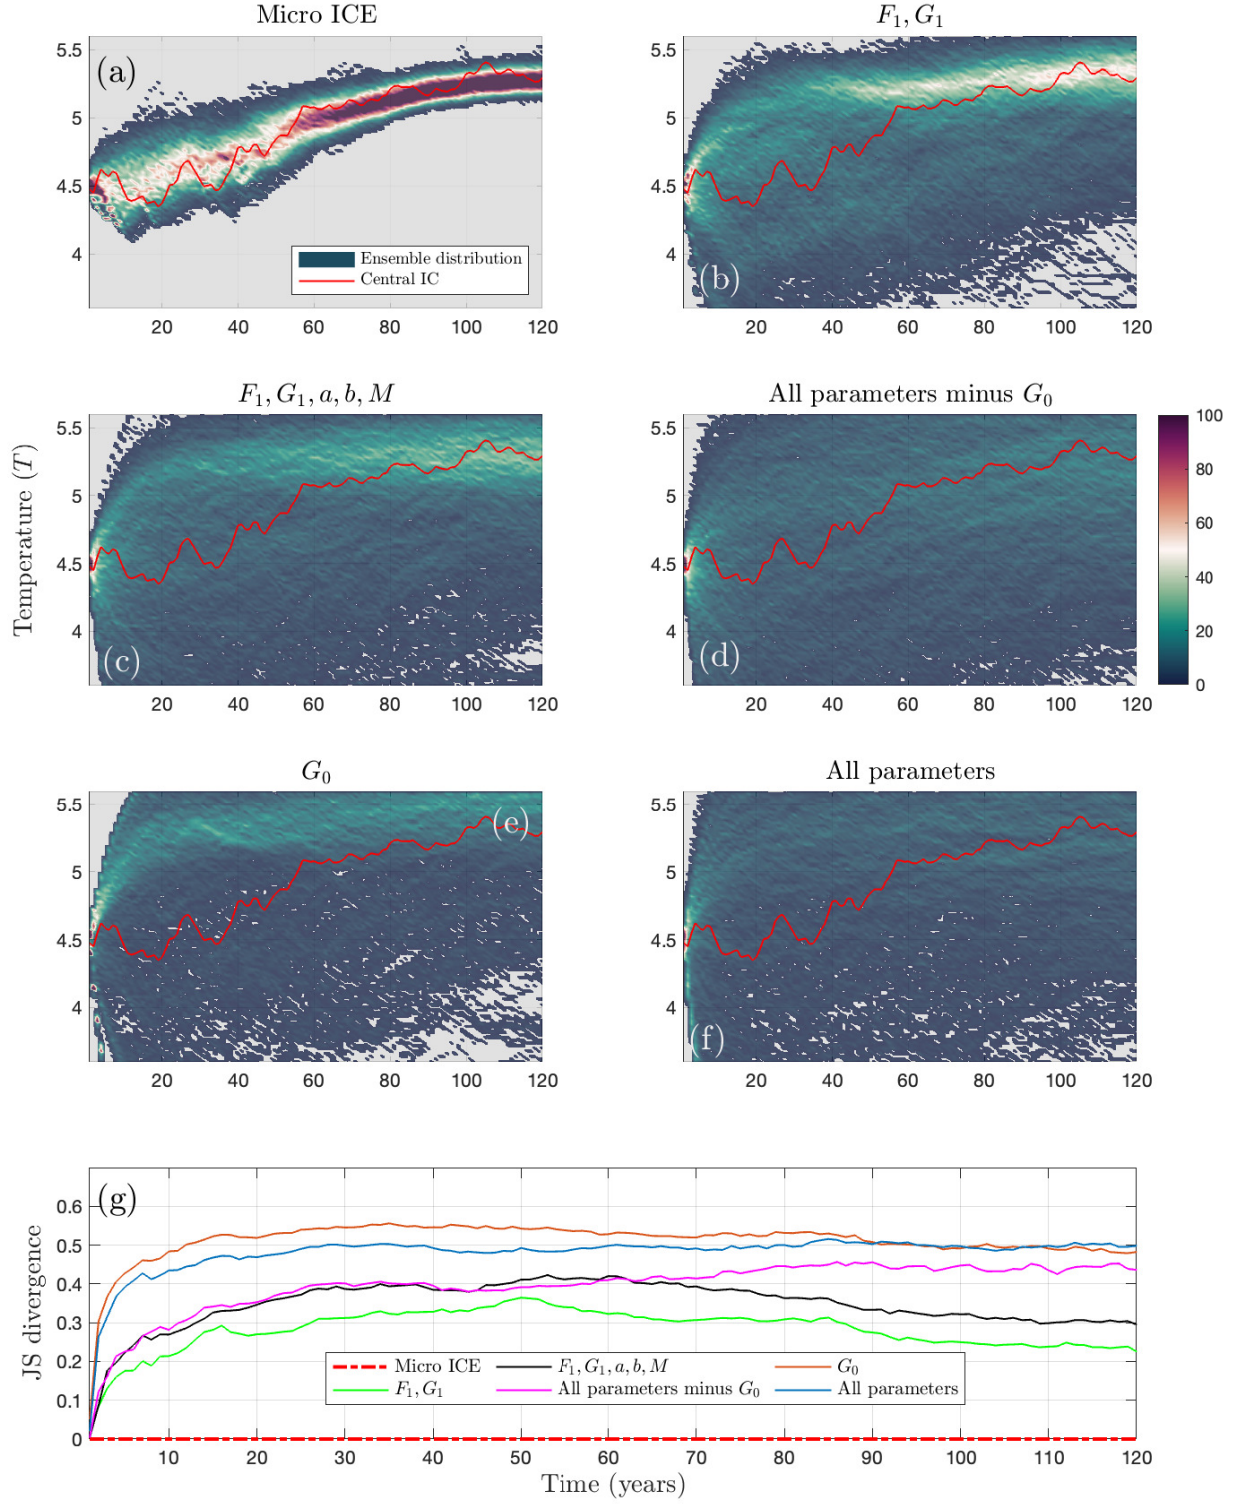 Micro ICE
F₁, G₁
5.5
5
4.5
4
(a)
Ensemble distribution
Central IC
20 40 60 80 100 120
5.5
5
4.5
4
(b)
20 40 60 80 100 120
F₁, G₁, a, b, M
All parameters minus G₀
Temperature (T)
5.5
5
4.5
4
(c)
20 40 60 80 100 120
5.5
5
4.5
4
(d)
20 40 60 80 100 120
100
80
60
40
20
0
G₀
All parameters
5.5
5
4.5
4
(e)
20 40 60 80 100 120
5.5
5
4.5
4
(f)
20 40 60 80 100 120
(g)
JS divergence
0.6
0.5
0.4
0.3
0.2
0.1
0
Micro ICE
F₁, G₁, a, b, M
G₀
F₁, G₁
All parameters minus G₀
All parameters
10 20 30 40 50 60 70 80 90 100 110 120
Time (years)